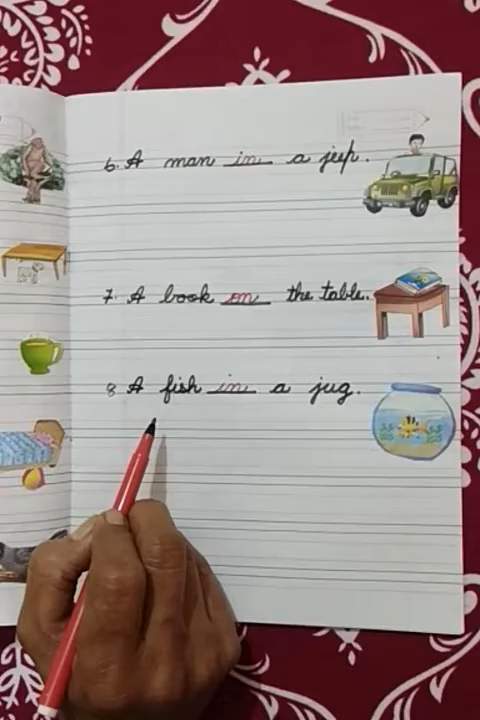 6. A man in a jeep.
7. A book on the table.
8 A fish in a jug.